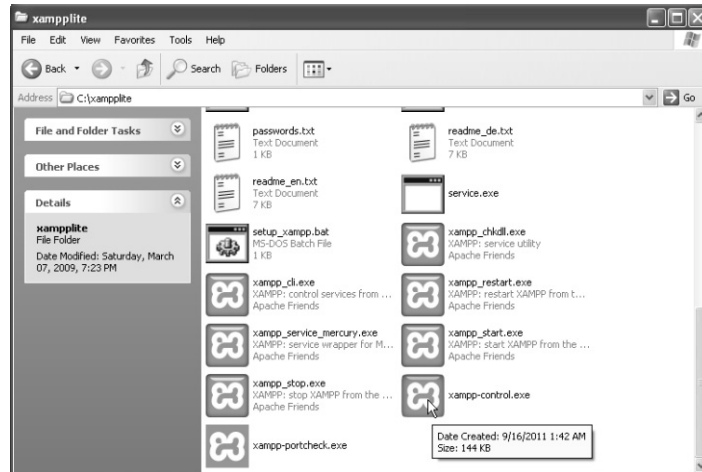 xampplite
File Edit View Favorites Tools Help
Back Search Folders
Address C:\xampplite Go
File and Folder Tasks
Other Places
Details
xampplite
File Folder
Date Modified: Saturday, March
07, 2009, 7:23 PM
passwords.txt
Text Document
1 KB
readme_de.txt
Text Document
7 KB
readme_en.txt
Text Document
7 KB
service.exe
setup_xampp.bat
MS-DOS Batch File
1 KB
xampp_chkdll.exe
XAMPP: service utility
Apache Friends
xampp_cli.exe
XAMPP: control services from ...
Apache Friends
xampp_restart.exe
XAMPP: restart XAMPP from t...
Apache Friends
xampp_service_mercury.exe
XAMPP: service wrapper for M...
Apache Friends
xampp_start.exe
XAMPP: start XAMPP from the ...
Apache Friends
xampp_stop.exe
XAMPP: stop XAMPP from the ...
Apache Friends
xampp-control.exe
xampp-portcheck.exe
Date Created: 9/16/2011 1:42 AM
Size: 144 KB